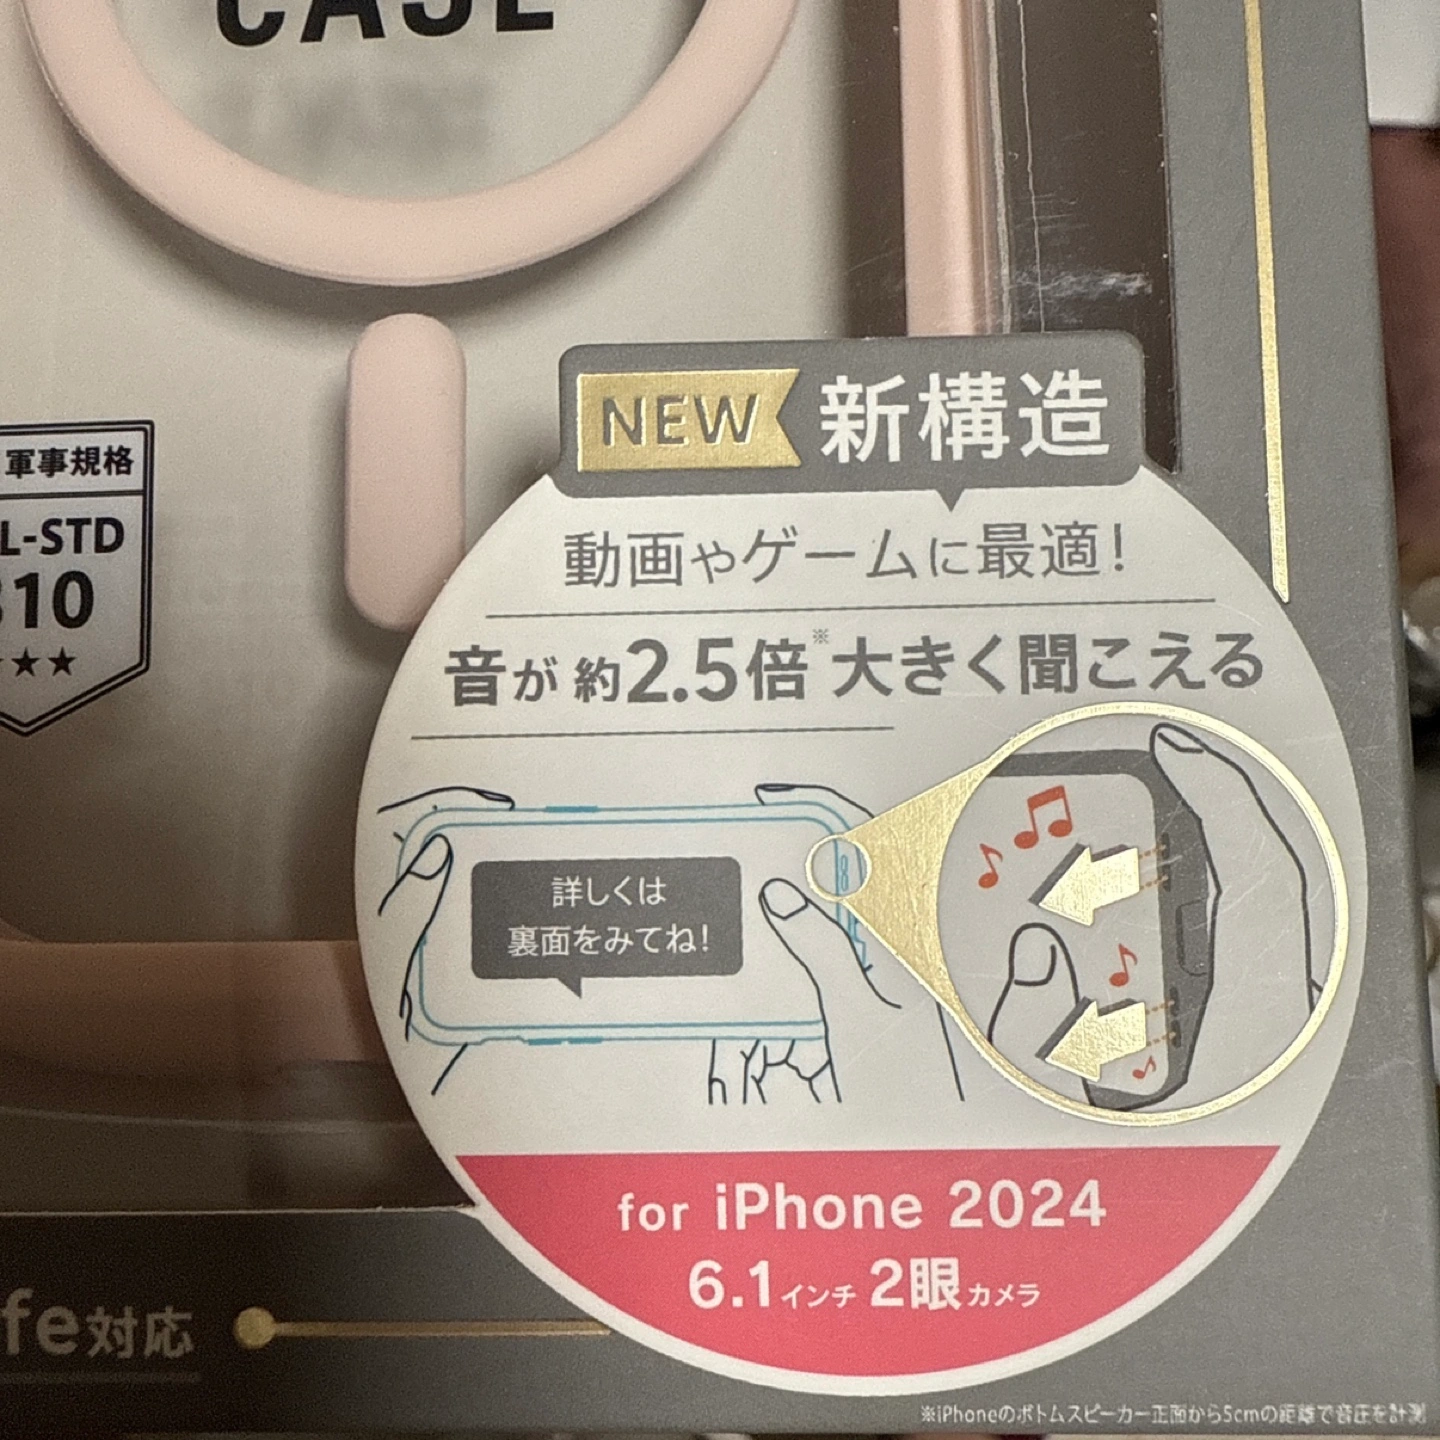 CASE
軍事規格
L-STD
810
★★
NEW 新構造
動画やゲームに最適!
音が約2.5倍※大きく聞こえる
詳しくは
裏面をみてね!
for iPhone 2024
6.1インチ 2眼カメラ
fe対応
※iPhoneのボトムスピーカー正面から5cmの距離で音圧を計測